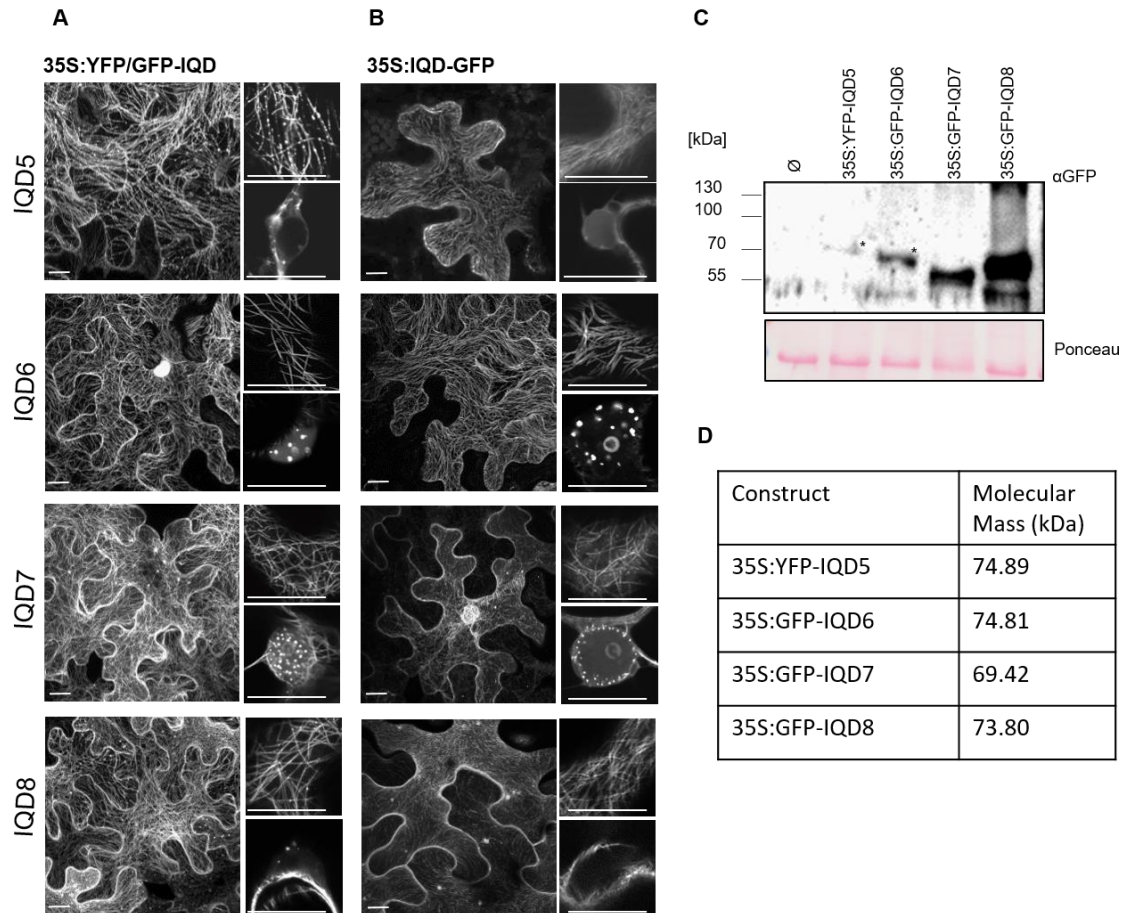 A
35S:YFP/GFP-IQD
B
35S:IQD-GFP
IQD5
IQD6
IQD7
IQD8
C
[kDa]
Ø
35S:YFP-IQD5
35S:GFP-IQD6
35S:GFP-IQD7
35S:GFP-IQD8
αGFP
130
100
70
55
*
*
Ponceau
D
Construct
Molecular
Mass (kDa)
35S:YFP-IQD5
74.89
35S:GFP-IQD6
74.81
35S:GFP-IQD7
69.42
35S:GFP-IQD8
73.80